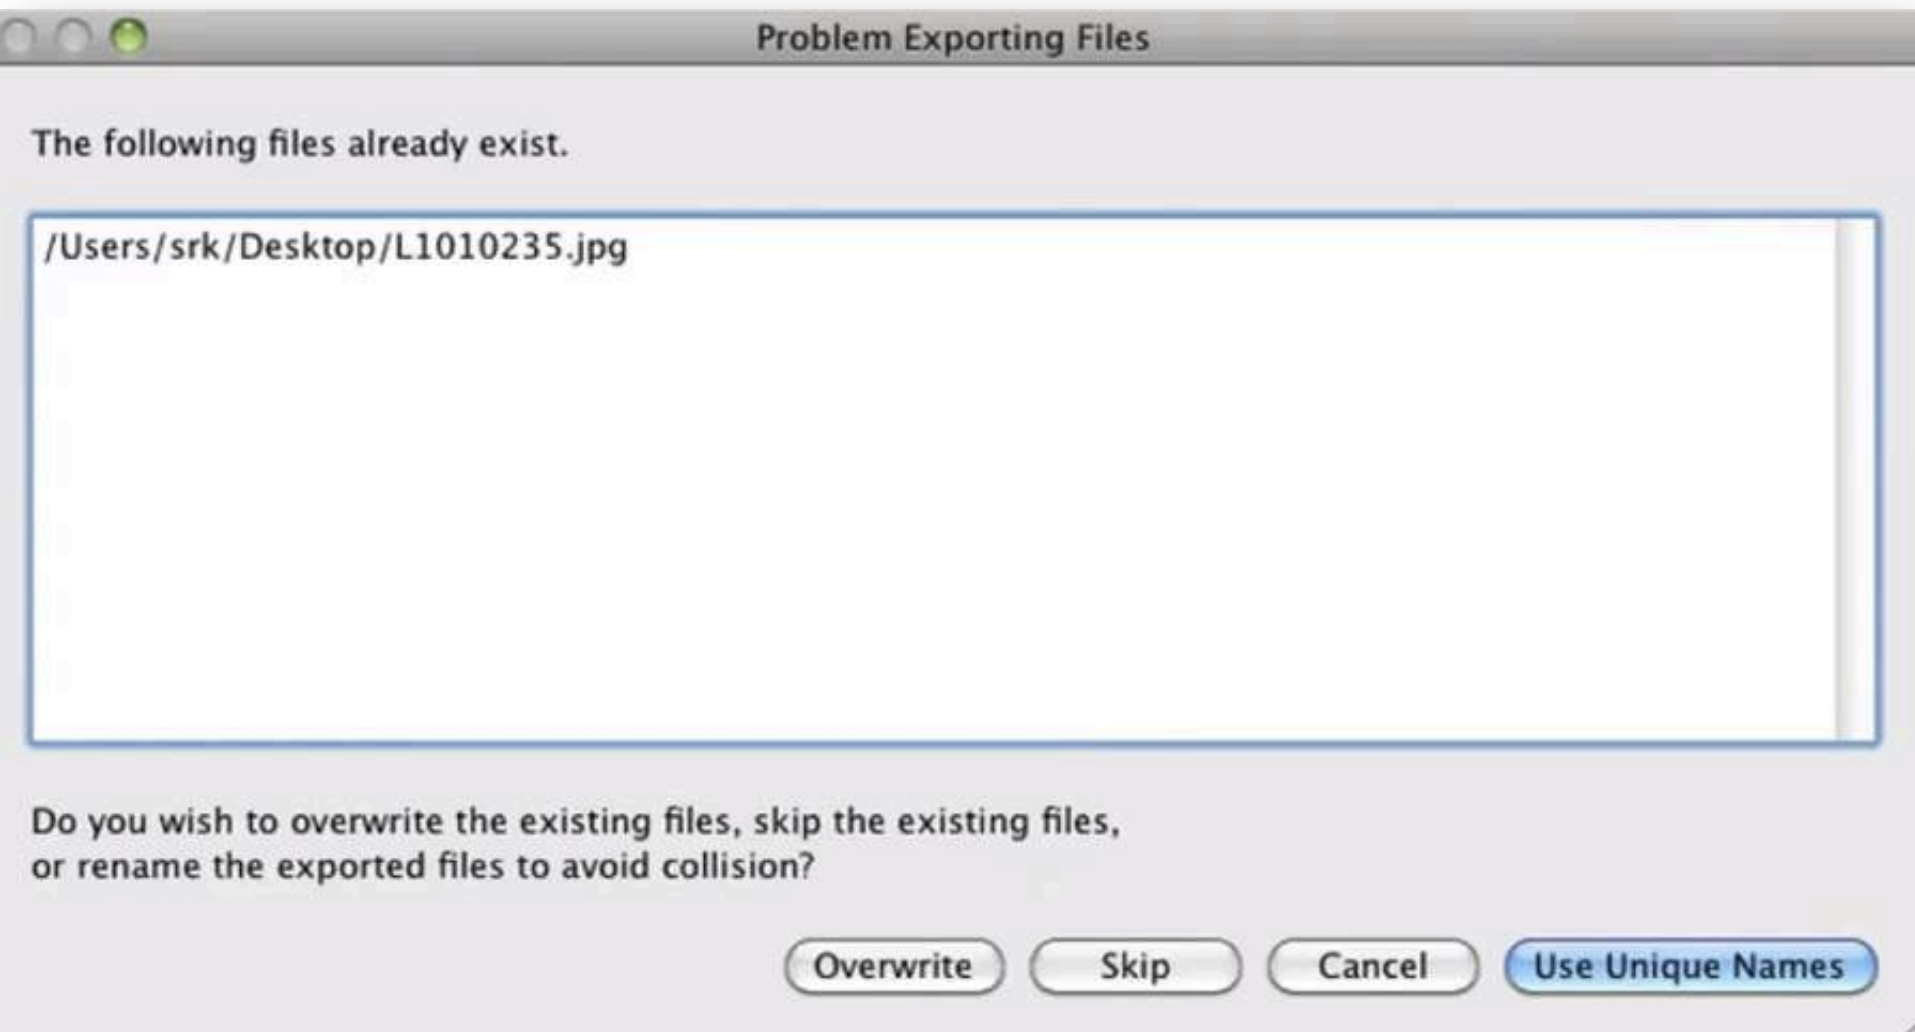 Problem Exporting Files
The following files already exist.
/Users/srk/Desktop/L1010235.jpg
Do you wish to overwrite the existing files, skip the existing files,
or rename the exported files to avoid collision?
Overwrite Skip Cancel Use Unique Names